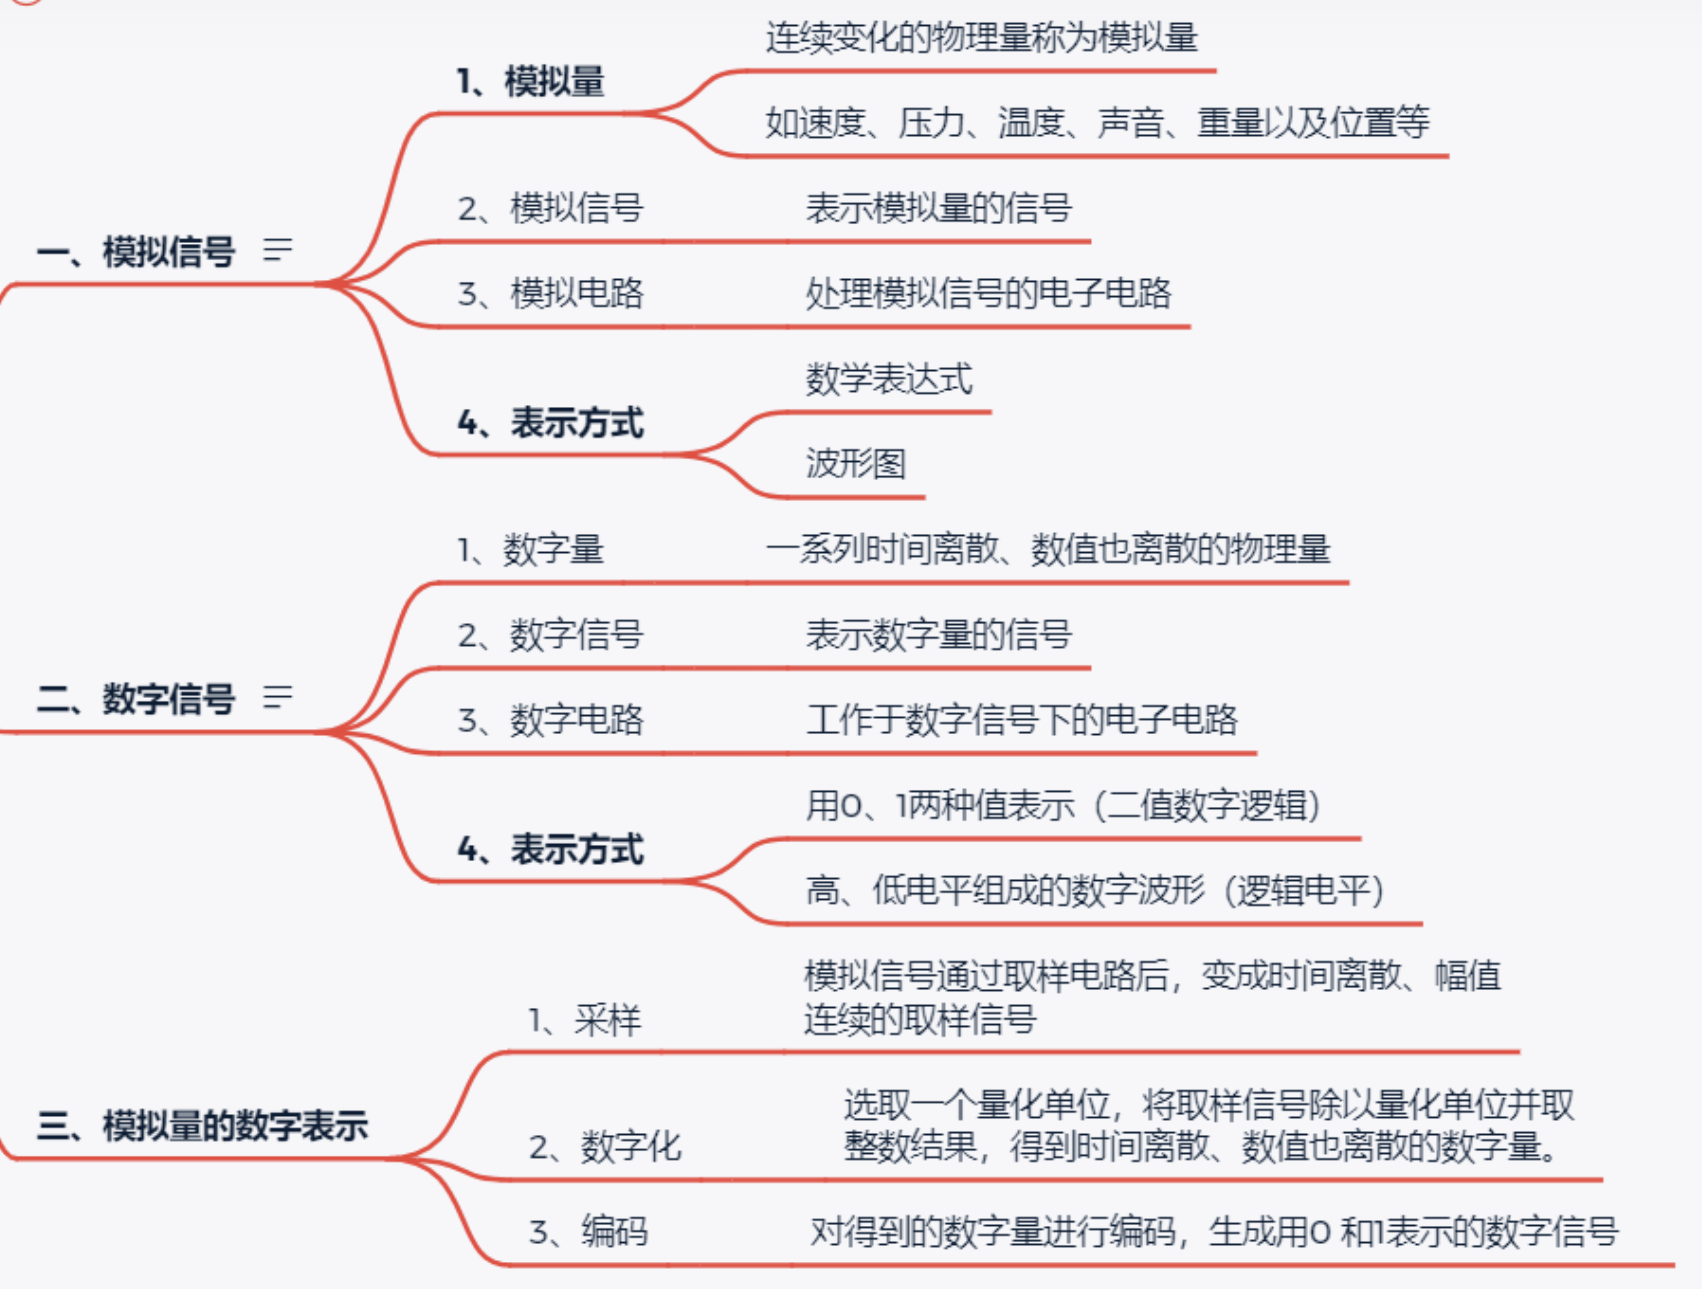 一、模拟信号
1、模拟量
连续变化的物理量称为模拟量
如速度、压力、温度、声音、重量以及位置等
2、模拟信号
表示模拟量的信号
3、模拟电路
处理模拟信号的电子电路
4、表示方式
数学表达式
波形图
二、数字信号
1、数字量
一系列时间离散、数值也离散的物理量
2、数字信号
表示数字量的信号
3、数字电路
工作于数字信号下的电子电路
4、表示方式
用0、1两种值表示（二值数字逻辑）
高、低电平组成的数字波形（逻辑电平）
三、模拟量的数字表示
1、采样
模拟信号通过取样电路后，变成时间离散、幅值
连续的取样信号
2、数字化
选取一个量化单位，将取样信号除以量化单位并取
整数结果，得到时间离散、数值也离散的数字量。
3、编码
对得到的数字量进行编码，生成用0 和1表示的数字信号